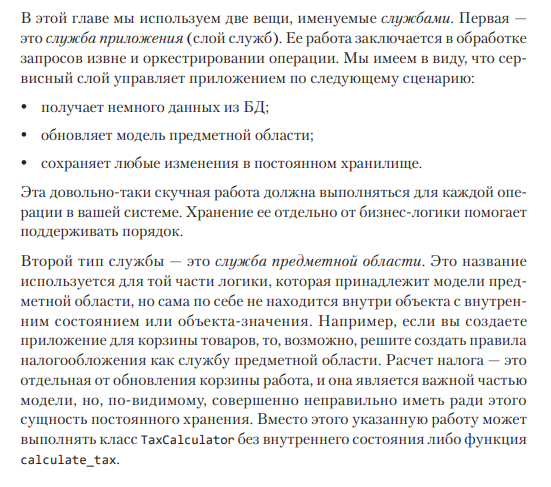 В этой главе мы используем две вещи, именуемые службами. Первая —
это служба приложения (слой служб). Ее работа заключается в обработке
запросов извне и оркестрировании операции. Мы имеем в виду, что сер-
висный слой управляет приложением по следующему сценарию:
• получает немного данных из БД;
• обновляет модель предметной области;
• сохраняет любые изменения в постоянном хранилище.
Эта довольно-таки скучная работа должна выполняться для каждой опе-
рации в вашей системе. Хранение ее отдельно от бизнес-логики помогает
поддерживать порядок.
Второй тип службы — это служба предметной области. Это название
используется для той части логики, которая принадлежит модели пред-
метной области, но сама по себе не находится внутри объекта с внутрен-
ним состоянием или объекта-значения. Например, если вы создаете
приложение для корзины товаров, то, возможно, решите создать правила
налогообложения как службу предметной области. Расчет налога — это
отдельная от обновления корзины работа, и она является важной частью
модели, но, по-видимому, совершенно неправильно иметь ради этого
сущность постоянного хранения. Вместо этого указанную работу может
выполнять класс TaxCalculator без внутреннего состояния либо функция
calculate_tax.